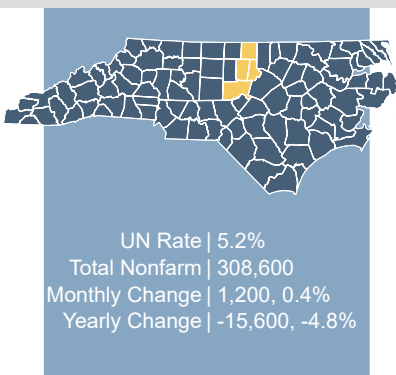 UN Rate | 5.2%
Total Nonfarm | 308,600
Monthly Change | 1,200, 0.4%
Yearly Change | -15,600, -4.8%